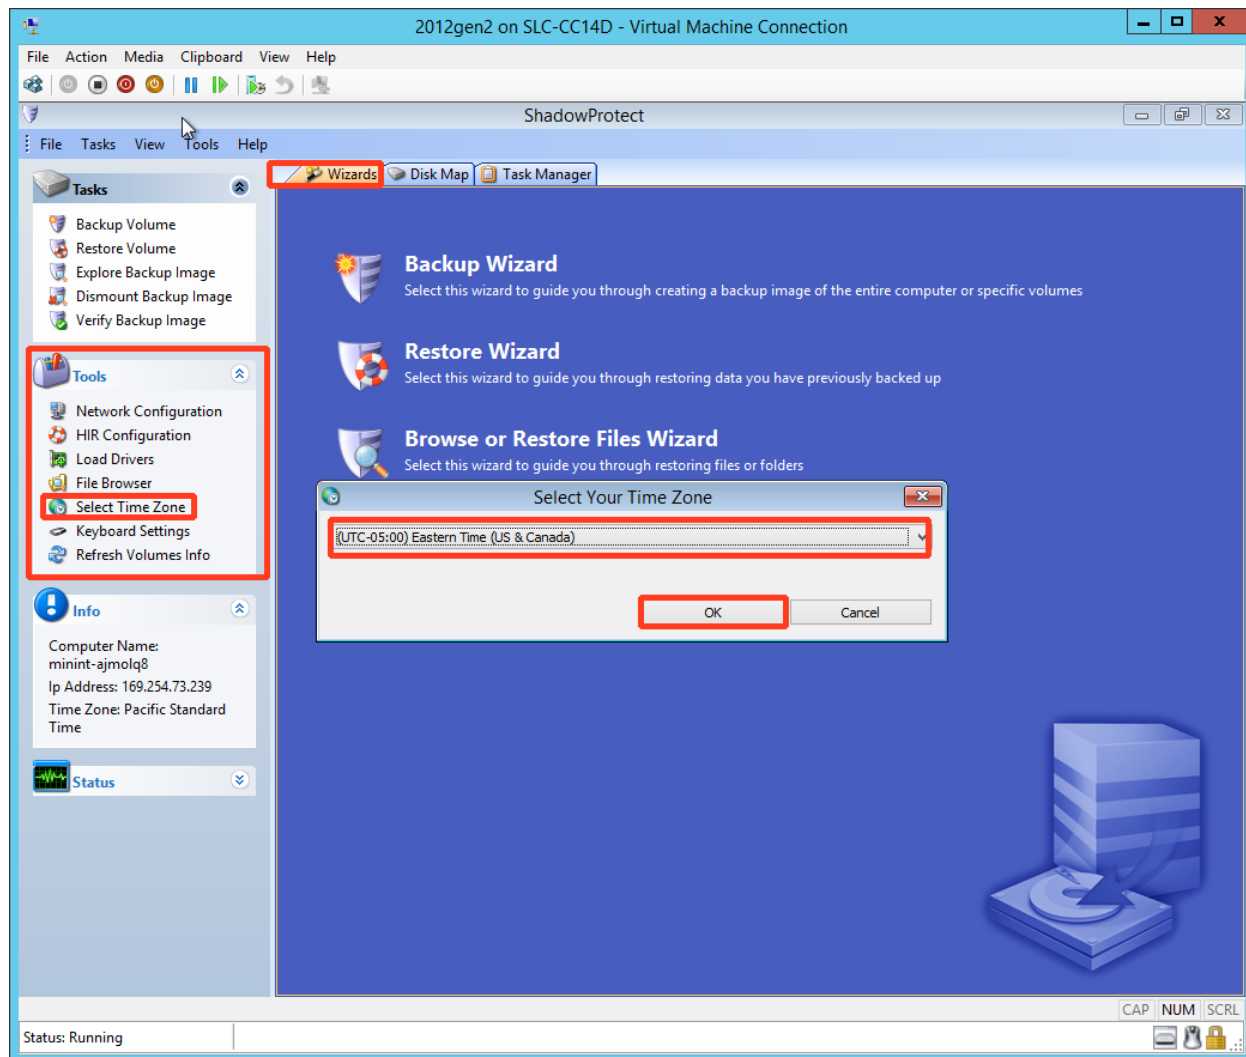 2012gen2 on SLC-CC14D - Virtual Machine Connection
File Action Media Clipboard View Help
ShadowProtect
File Tasks View Tools Help
Wizards Disk Map Task Manager
Tasks
Backup Volume
Restore Volume
Explore Backup Image
Dismount Backup Image
Verify Backup Image
Tools
Network Configuration
HIR Configuration
Load Drivers
File Browser
Select Time Zone
Keyboard Settings
Refresh Volumes Info
Info
Computer Name:
minint-ajmolq8
Ip Address: 169.254.73.239
Time Zone: Pacific Standard
Time
Status
Backup Wizard
Select this wizard to guide you through creating a backup image of the entire computer or specific volumes
Restore Wizard
Select this wizard to guide you through restoring data you have previously backed up
Browse or Restore Files Wizard
Select this wizard to guide you through restoring files or folders
Select Your Time Zone
(UTC-05:00) Eastern Time (US & Canada)
OK Cancel
CAP NUM SCRL
Status: Running